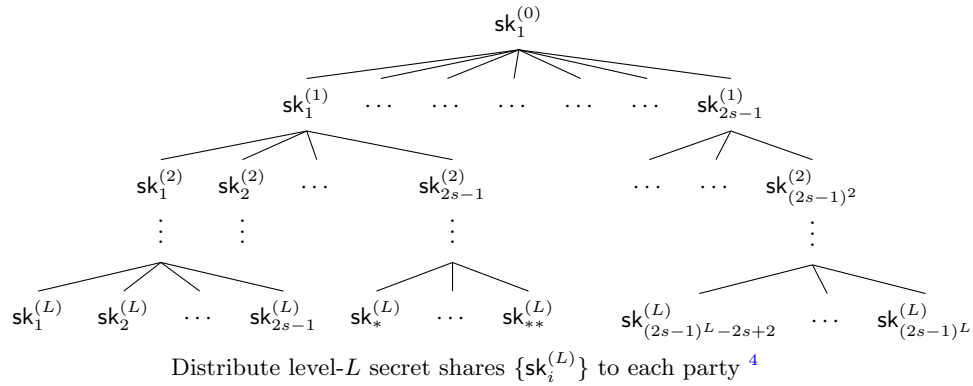 sk_1^{(0)}
sk_1^{(1)} ⋯ ⋯ ⋯ ⋯ ⋯ sk_{2s−1}^{(1)}
sk_1^{(2)} sk_2^{(2)} ⋯ sk_{2s−1}^{(2)} ⋯ ⋯ sk_{(2s−1)^2}^{(2)}
⋮ ⋮ ⋮ ⋮
sk_1^{(L)} sk_2^{(L)} ⋯ sk_{2s−1}^{(L)} sk_*^{(L)} ⋯ sk_{**}^{(L)} sk_{(2s−1)^L−2s+2}^{(L)} ⋯ sk_{(2s−1)^L}^{(L)}
Distribute level-L secret shares {sk_i^{(L)}} to each party ⁴